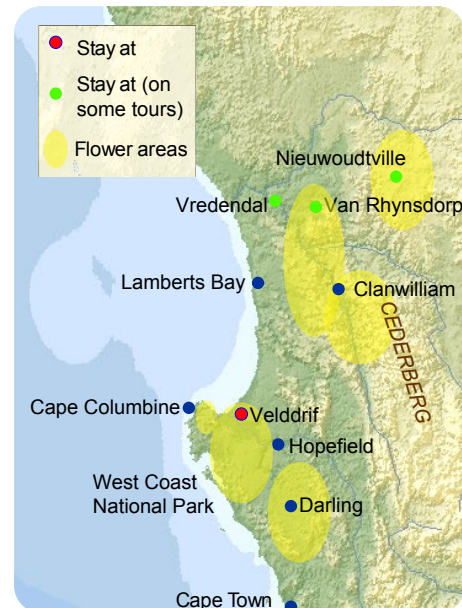 Stay at
Stay at (on
some tours)
Flower areas
Nieuwoudtville
Vredendal
Van Rhynsdorp
Lamberts Bay
Clanwilliam
CEDERBERG
Cape Columbine
Velddrif
Hopefield
West Coast
National Park
Darling
Cape Town